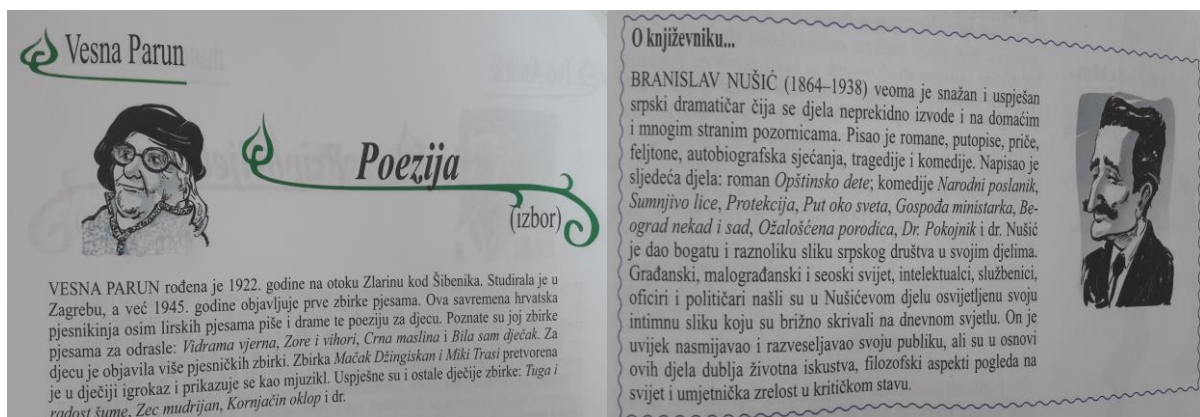 Vesna Parun
Poezija
(izbor)
VESNA PARUN rođena je 1922. godine na otoku Zlarinu kod Šibenika. Studirala je u
Zagrebu, a već 1945. godine objavljuje prve zbirke pjesama. Ova savremena hrvatska
pjesnikinja osim lirskih pjesama piše i drame te poeziju za djecu. Poznate su joj zbirke
pjesama za odrasle: Vidrama vjerna, Zore i vihori, Crna maslina i Bila sam dječak. Za
djecu je objavila više pjesničkih zbirki. Zbirka Mačak Džingiskan i Miki Trasi pretvorena
je u dječiji igrokaz i prikazuje se kao mjuzikl. Uspješne su i ostale dječije zbirke: Tuga i
radost šume, Zec mudrijan, Kornjačin oklop i dr.
O književniku...
BRANISLAV NUŠIĆ (1864–1938) veoma je snažan i uspješan
srpski dramatičar čija se djela neprekidno izvode i na domaćim
i mnogim stranim pozornicama. Pisao je romane, putopise, priče,
feljtone, autobiografska sjećanja, tragedije i komedije. Napisao je
sljedeća djela: roman Opštinsko dete; komedije Narodni poslanik,
Sumnjivo lice, Protekcija, Put oko sveta, Gospođa ministarka, Be-
ograd nekad i sad, Ožalošćena porodica, Dr. Pokojnik i dr. Nušić
je dao bogatu i raznoliku sliku srpskog društva u svojim djelima.
Građanski, malograđanski i seoski svijet, intelektualci, službenici,
oficiri i političari našli su u Nušićevom djelu osvijetljenu svoju
intimnu sliku koju su brižno skrivali na dnevnom svjetlu. On je
uvijek nasmijavao i razveseljavao svoju publiku, ali su u osnovi
ovih djela dublja životna iskustva, filozofski aspekti pogleda na
svijet i umjetnička zrelost u kritičkom stavu.